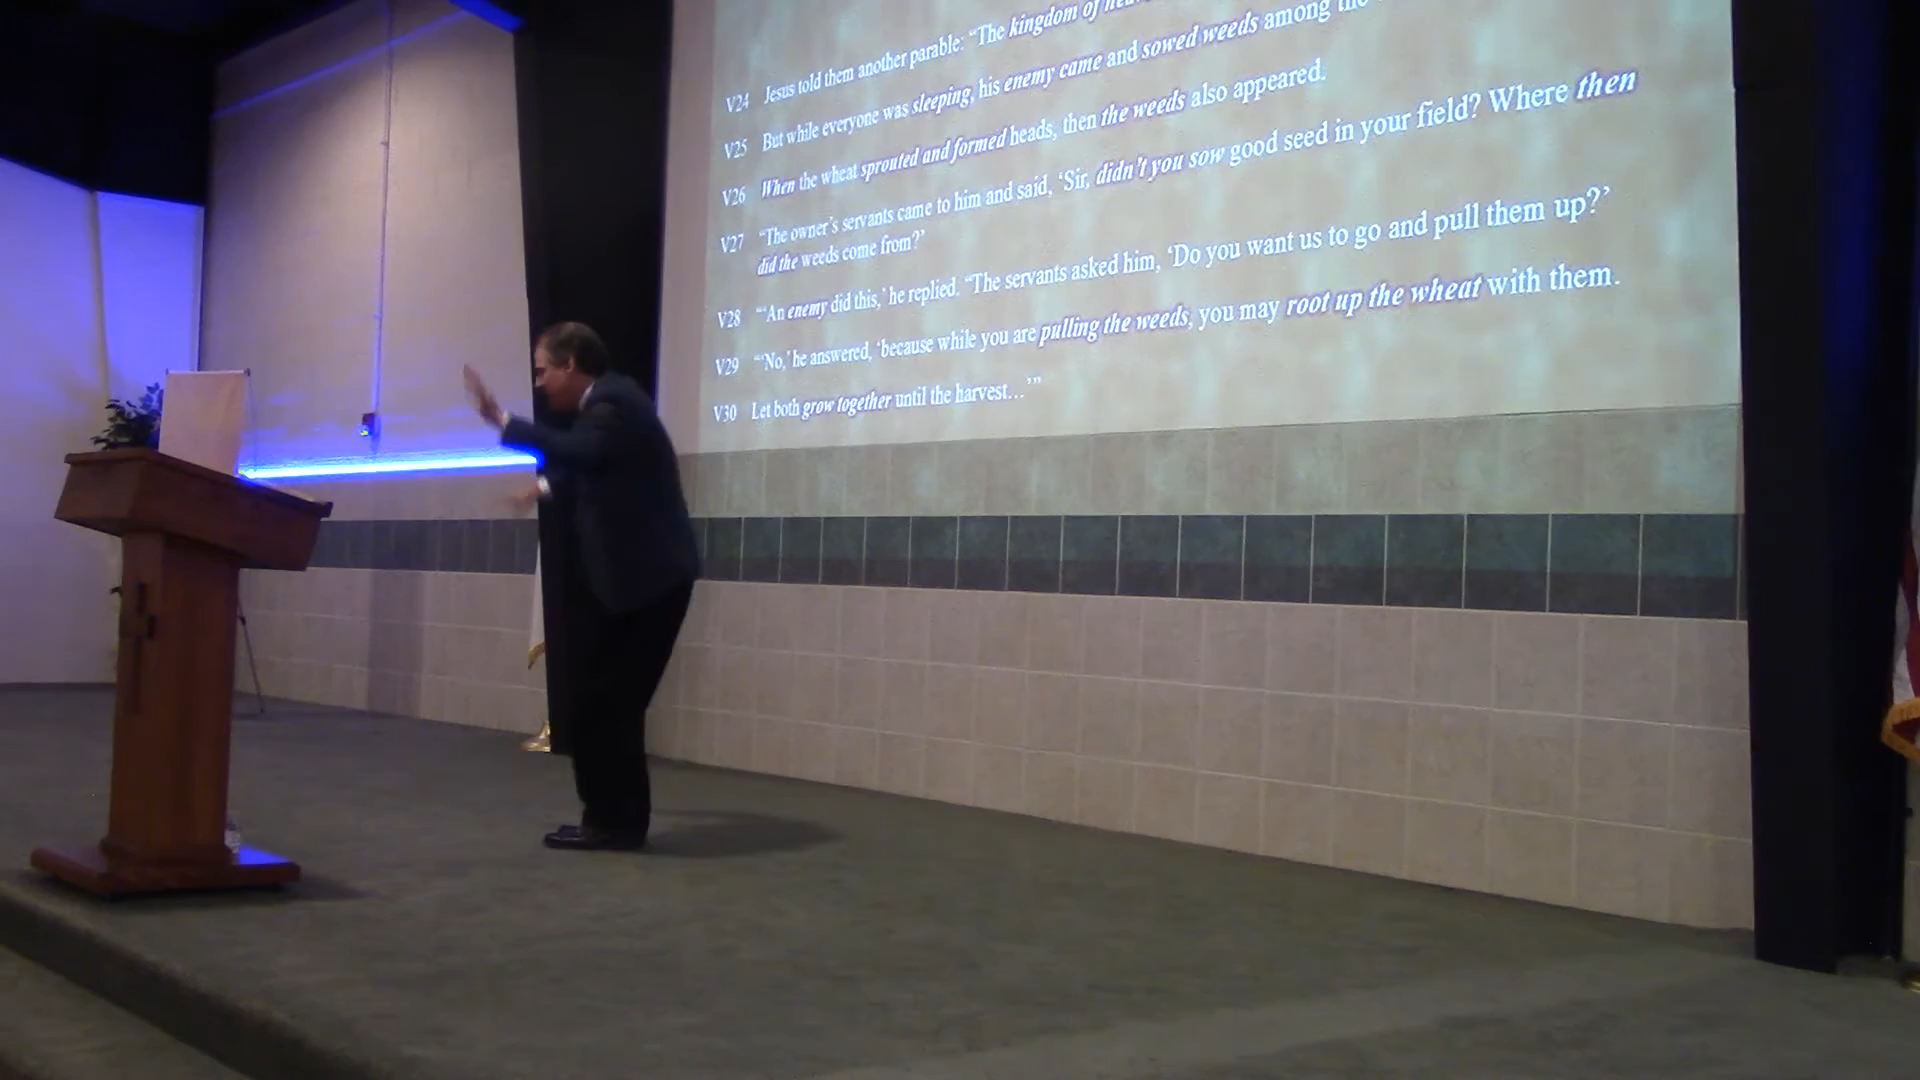 V24 Jesus told them another parable: “The kingdom of
V25 But while everyone was sleeping, his enemy came and sowed weeds among the
V26 When the wheat sprouted and formed heads, then the weeds also appeared.
V27 “The owner’s servants came to him and said, ‘Sir, didn’t you sow good seed in your field? Where then
did the weeds come from?’
V28 “‘An enemy did this,’ he replied. “The servants asked him, ‘Do you want us to go and pull them up?’
V29 “‘No,’ he answered, ‘because while you are pulling the weeds, you may root up the wheat with them.
V30 Let both grow together until the harvest…’”